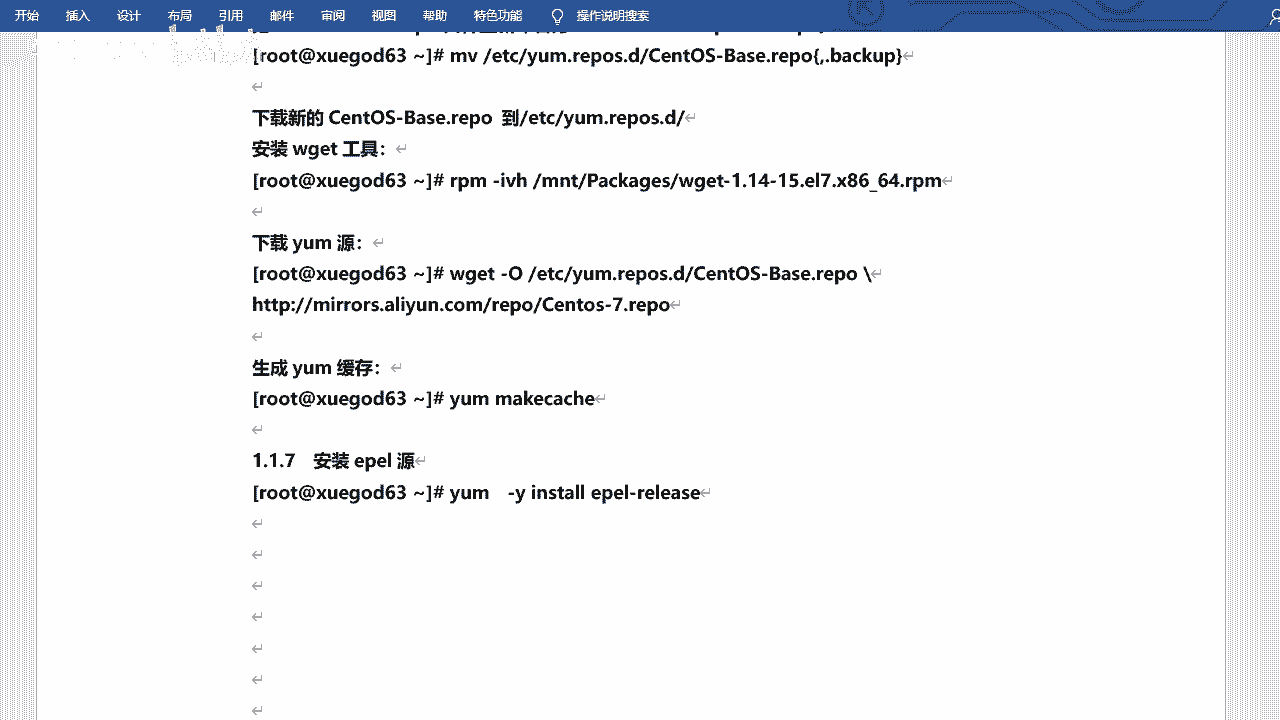 开始 插入 设计 布局 引用 邮件 审阅 视图 帮助 特色功能 操作说明搜索
[root@xuegod63 ~]# mv /etc/yum.repos.d/CentOS-Base.repo{,.backup}
下载新的 CentOS-Base.repo 到/etc/yum.repos.d/
安装 wget 工具：
[root@xuegod63 ~]# rpm -ivh /mnt/Packages/wget-1.14-15.el7.x86_64.rpm
下载 yum 源：
[root@xuegod63 ~]# wget -O /etc/yum.repos.d/CentOS-Base.repo \
http://mirrors.aliyun.com/repo/Centos-7.repo
生成 yum 缓存：
[root@xuegod63 ~]# yum makecache
1.1.7 安装 epel 源
[root@xuegod63 ~]# yum -y install epel-release